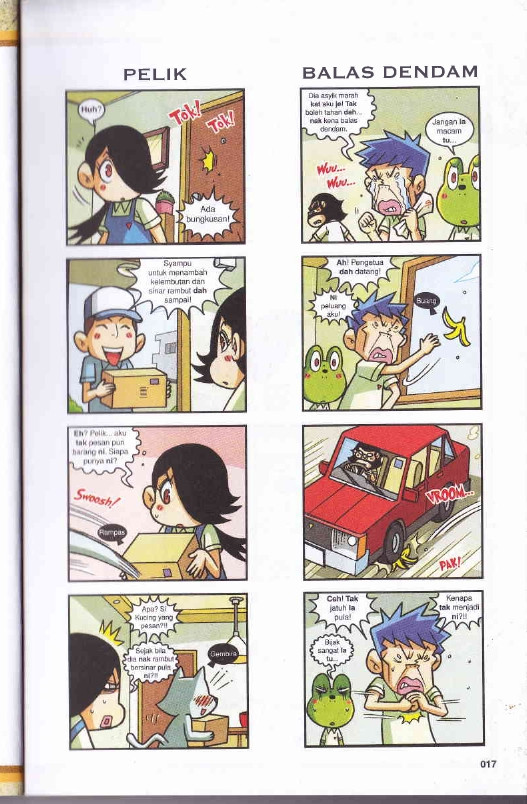 PELIK
Huh?
Tok!
Tok!
Ada
bungkusan!
Syampu
untuk menambah
kelembutan dan
sinar rambut dah
sampai!
Eh? Pelik... aku
tak pesan pun
barang ni. Siapa
punya ni?
Swoosh!
Rampas
Apa? Si
Kucing yang
pesan?!!
Sejak bila
dia nak rambut
bersinar pula
ni?!!
Gembira
BALAS DENDAM
Dia asyik marah
kat aku je! Tak
boleh tahan deh...
nak kena balas
dendam.
Jangan la
macam
tu...
Wuu...
Wuu...
Ah! Pengetua
dah datang!
Ni
peluang
aku!
Buang
VROOM...
PAK!
Ceh! Tak
jatuh la
pula!
Kenapa
tak menjadi
ni?!!
Bijak
sangat la
tu...
017